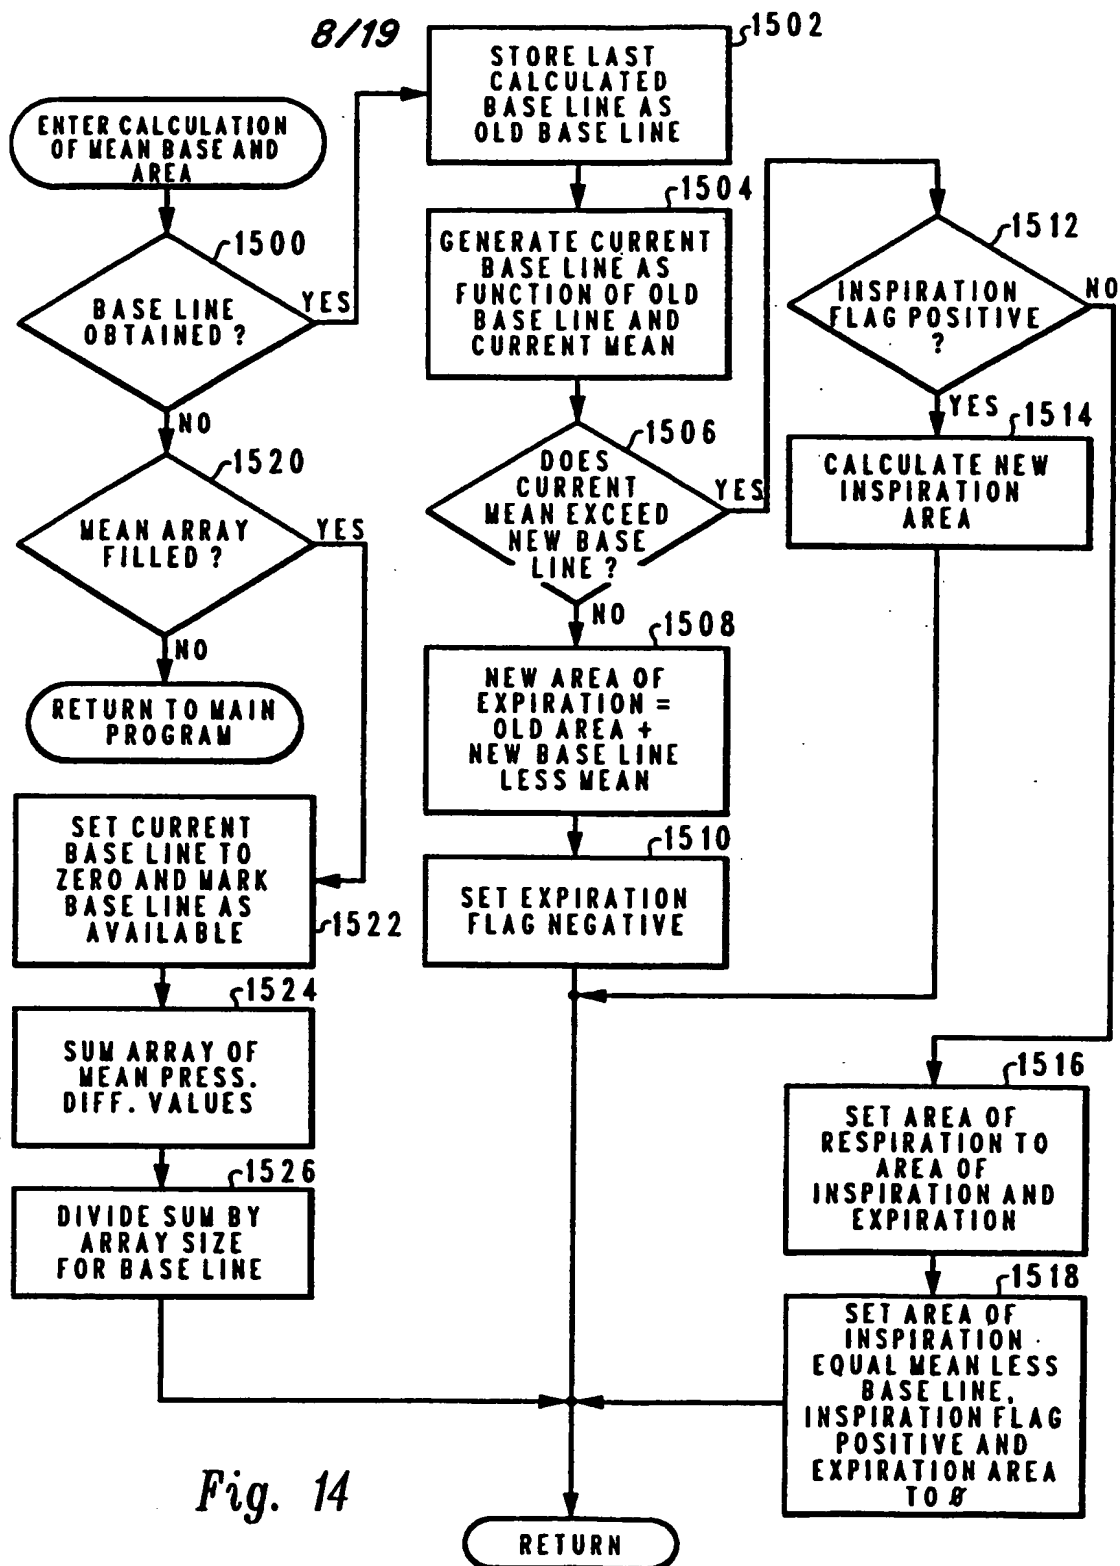 8/19
ENTER CALCULATION
OF MEAN BASE AND
AREA
1500
BASE LINE
OBTAINED ?
YES
NO
1520
MEAN ARRAY
FILLED ?
YES
NO
RETURN TO MAIN
PROGRAM
SET CURRENT
BASE LINE TO
ZERO AND MARK
BASE LINE AS
AVAILABLE
1522
1524
SUM ARRAY OF
MEAN PRESS.
DIFF. VALUES
1526
DIVIDE SUM BY
ARRAY SIZE
FOR BASE LINE
1502
STORE LAST
CALCULATED
BASE LINE AS
OLD BASE LINE
1504
GENERATE CURRENT
BASE LINE AS
FUNCTION OF OLD
BASE LINE AND
CURRENT MEAN
1506
DOES
CURRENT
MEAN EXCEED
NEW BASE
LINE ?
YES
NO
1508
NEW AREA OF
EXPIRATION =
OLD AREA +
NEW BASE LINE
LESS MEAN
1510
SET EXPIRATION
FLAG NEGATIVE
1512
INSPIRATION
FLAG POSITIVE
?
NO
YES
1514
CALCULATE NEW
INSPIRATION
AREA
1516
SET AREA OF
RESPIRATION TO
AREA OF
INSPIRATION AND
EXPIRATION
1518
SET AREA OF
INSPIRATION
EQUAL MEAN LESS
BASE LINE,
INSPIRATION FLAG
POSITIVE AND
EXPIRATION AREA
TO 0
RETURN
Fig. 14